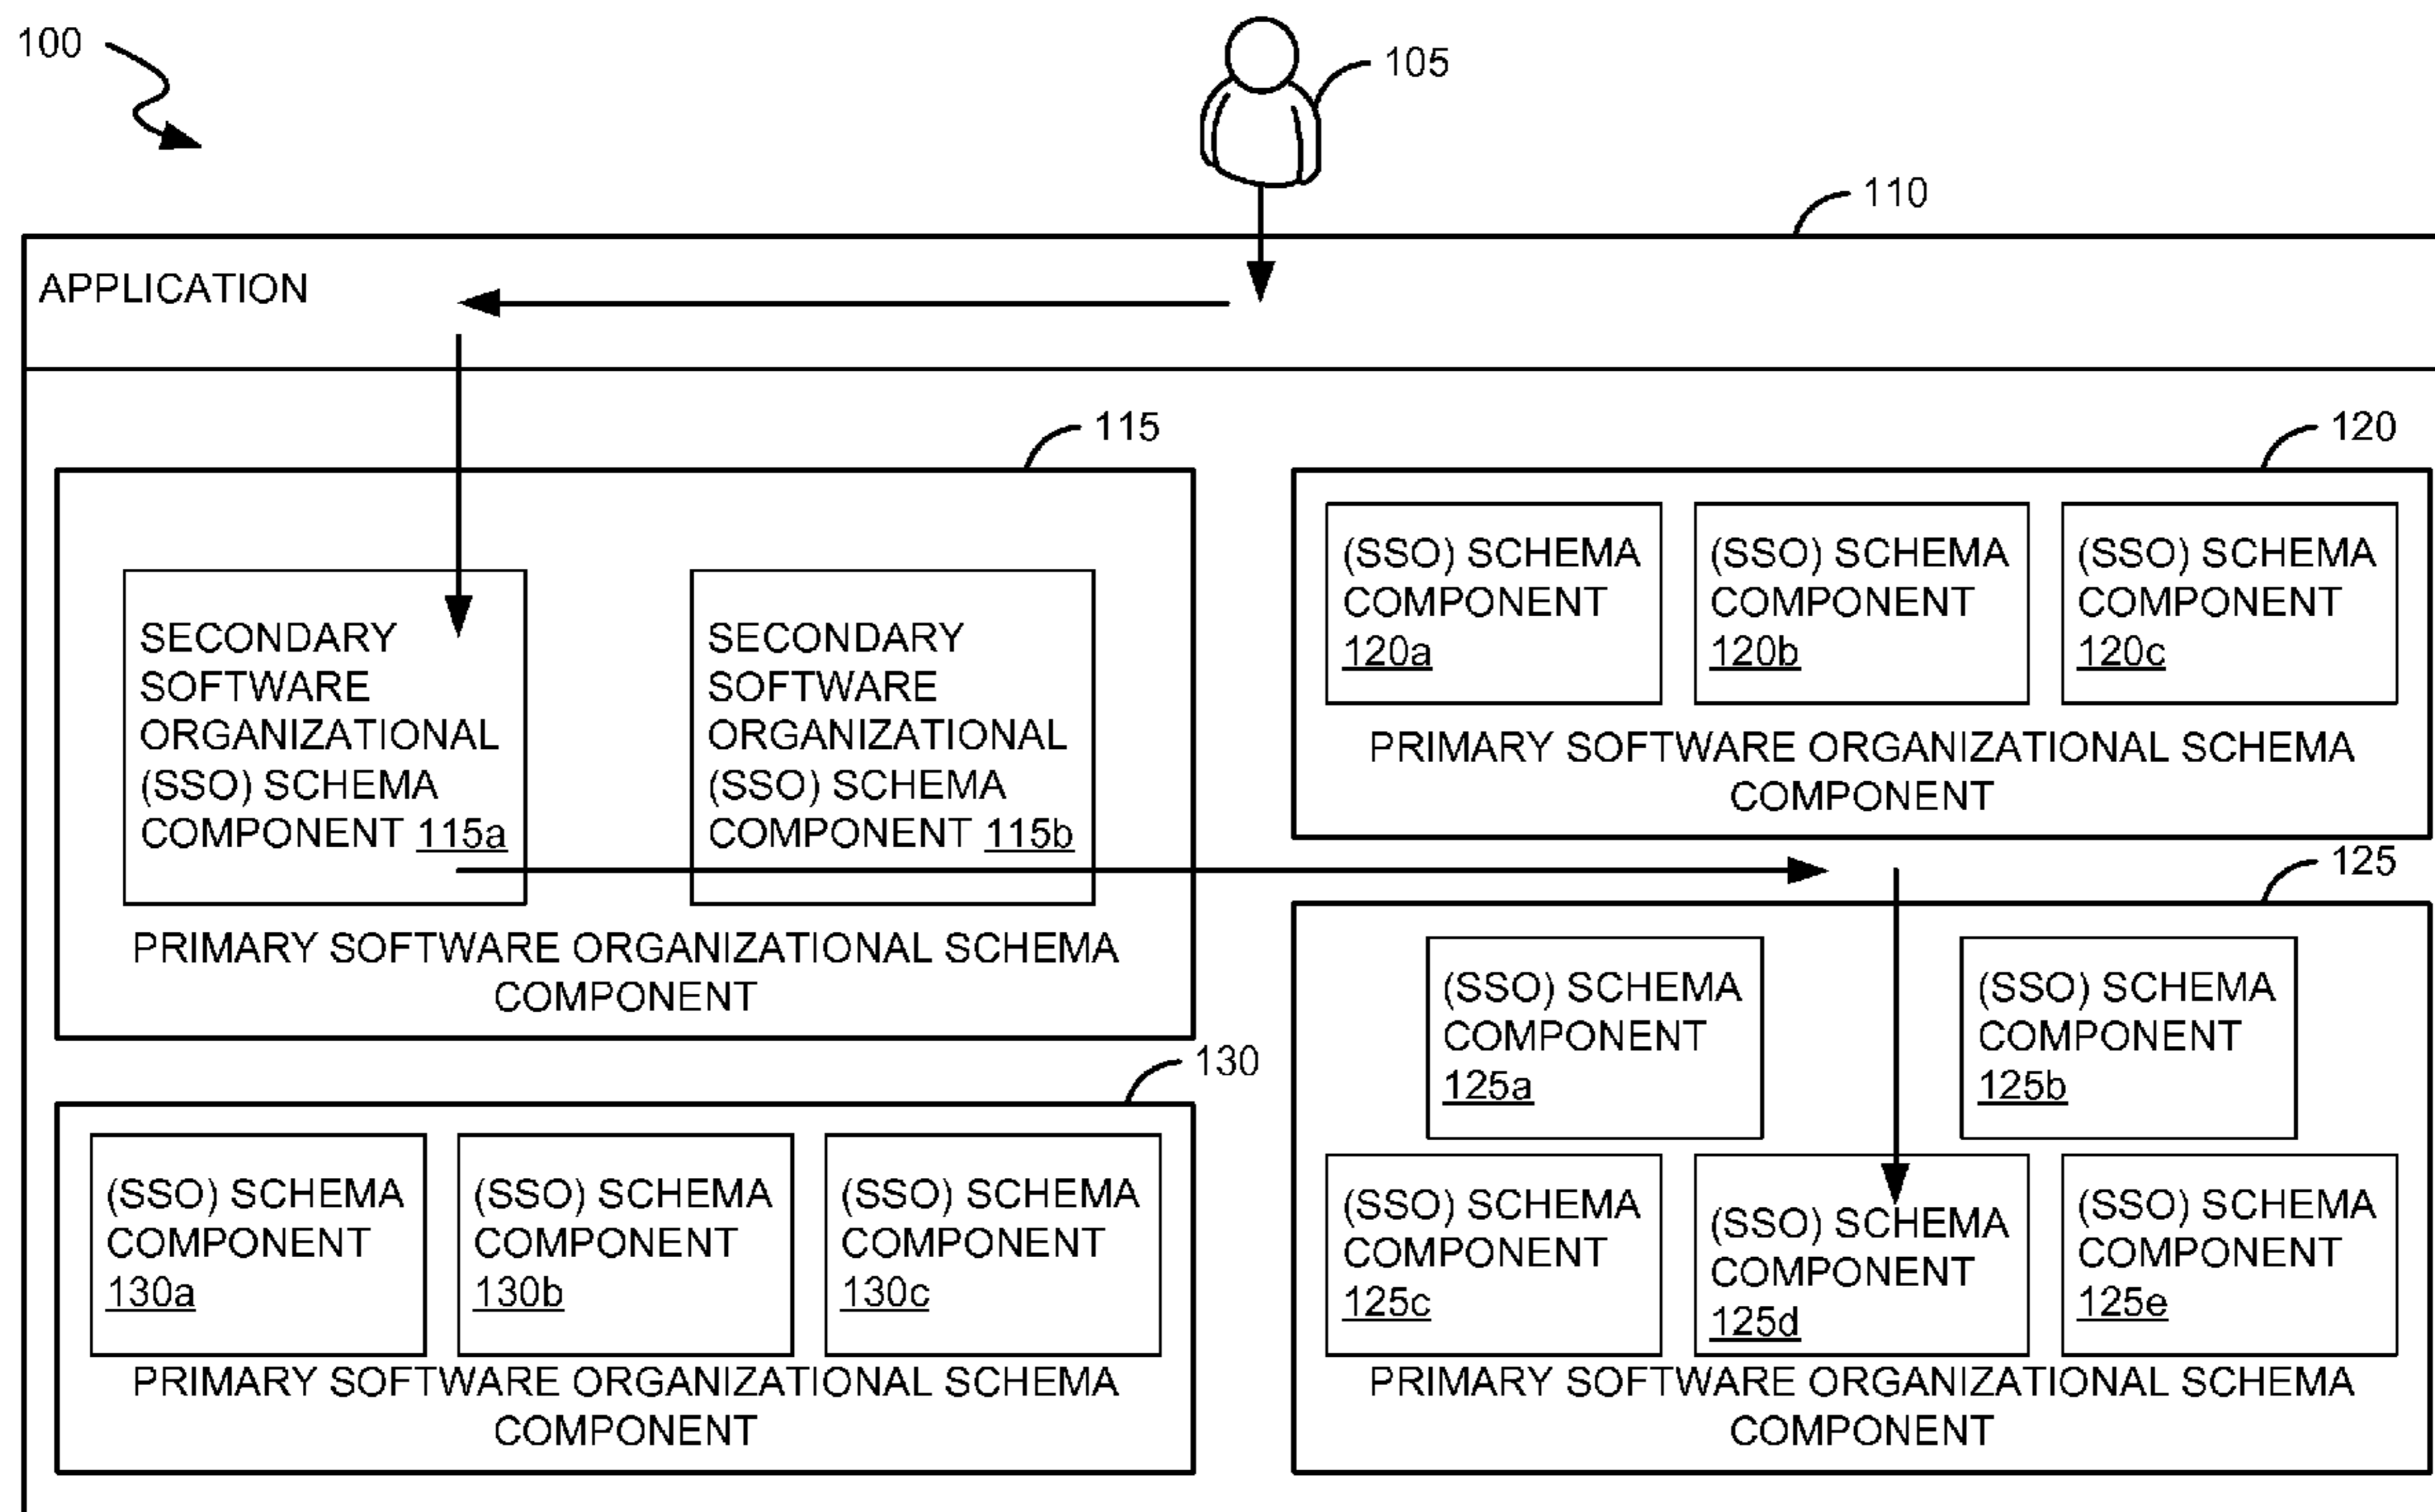 100
105
110
APPLICATION
115
SECONDARY
SOFTWARE
ORGANIZATIONAL
(SSO) SCHEMA
COMPONENT 115a
SECONDARY
SOFTWARE
ORGANIZATIONAL
(SSO) SCHEMA
COMPONENT 115b
PRIMARY SOFTWARE ORGANIZATIONAL SCHEMA
COMPONENT
120
(SSO) SCHEMA
COMPONENT
120a
(SSO) SCHEMA
COMPONENT
120b
(SSO) SCHEMA
COMPONENT
120c
PRIMARY SOFTWARE ORGANIZATIONAL SCHEMA
COMPONENT
125
(SSO) SCHEMA
COMPONENT
125a
(SSO) SCHEMA
COMPONENT
125b
(SSO) SCHEMA
COMPONENT
125c
(SSO) SCHEMA
COMPONENT
125d
(SSO) SCHEMA
COMPONENT
125e
PRIMARY SOFTWARE ORGANIZATIONAL SCHEMA
COMPONENT
130
(SSO) SCHEMA
COMPONENT
130a
(SSO) SCHEMA
COMPONENT
130b
(SSO) SCHEMA
COMPONENT
130c
PRIMARY SOFTWARE ORGANIZATIONAL SCHEMA
COMPONENT